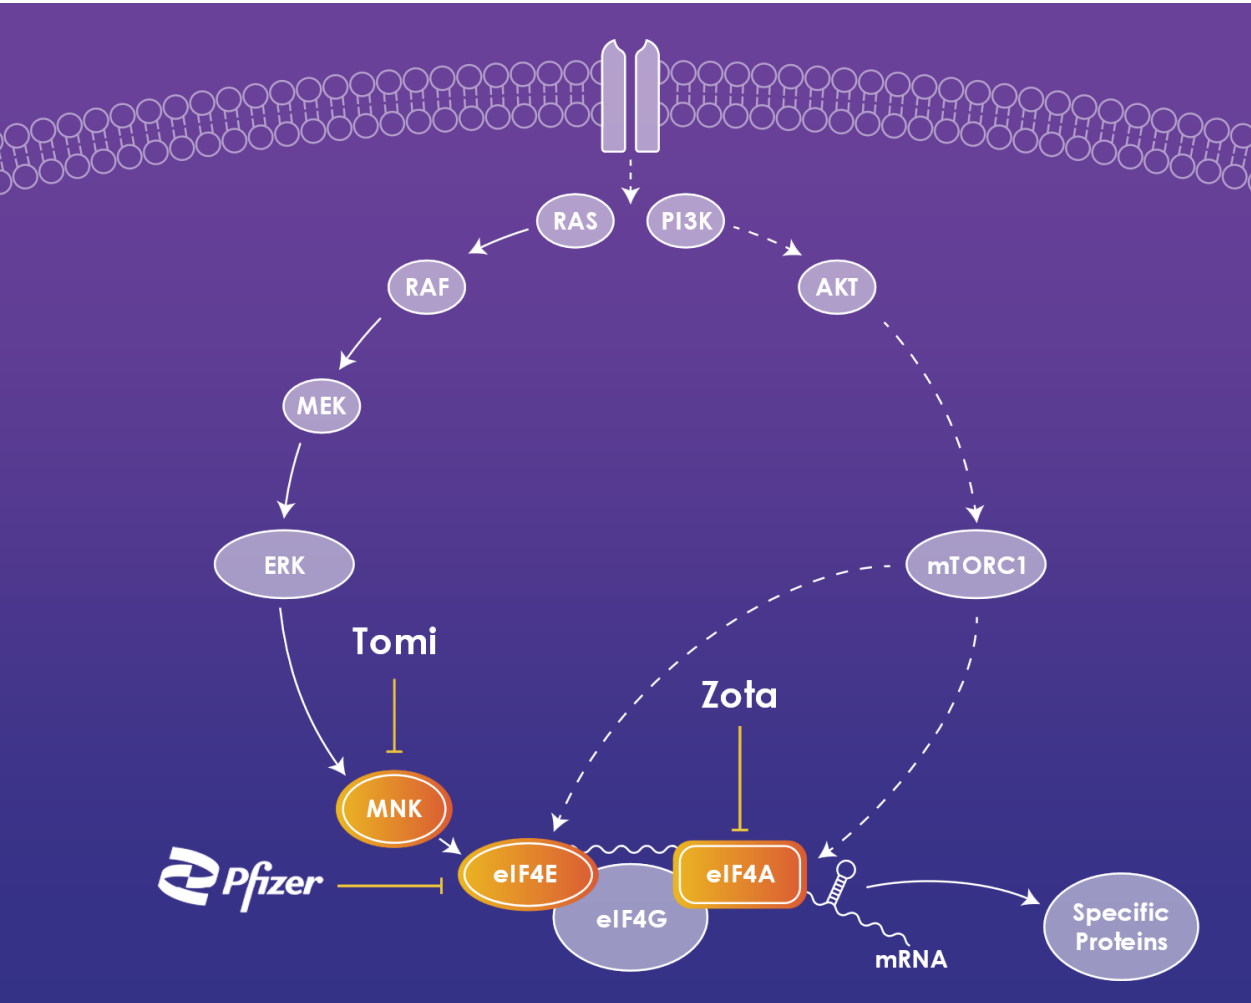 RAS
PI3K
RAF
AKT
MEK
ERK
mTORC1
Tomi
Zota
MNK
Pfizer
eIF4E
eIF4A
eIF4G
Specific
Proteins
mRNA